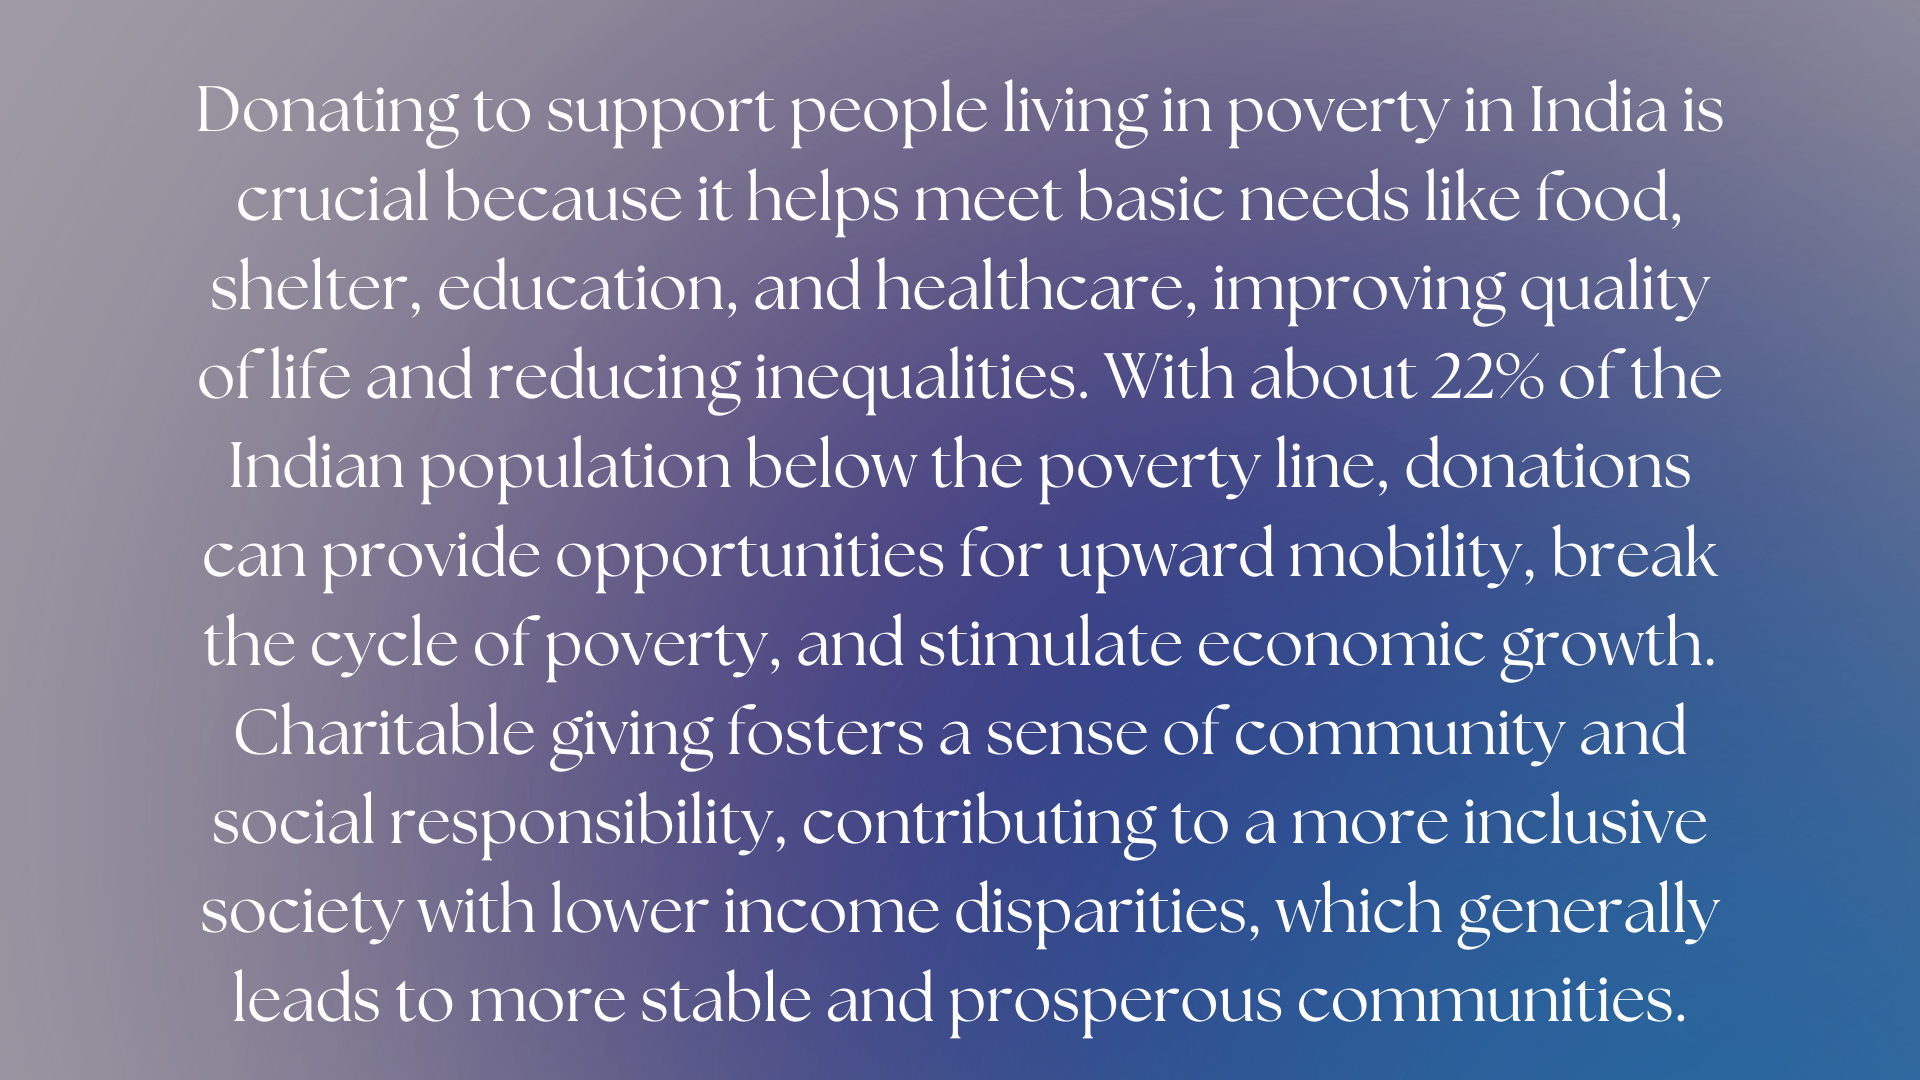 Donating to support people living in poverty in India is
crucial because it helps meet basic needs like food,
shelter, education, and healthcare, improving quality
of life and reducing inequalities. With about 22% of the
Indian population below the poverty line, donations
can provide opportunities for upward mobility, break
the cycle of poverty, and stimulate economic growth.
Charitable giving fosters a sense of community and
social responsibility, contributing to a more inclusive
society with lower income disparities, which generally
leads to more stable and prosperous communities.